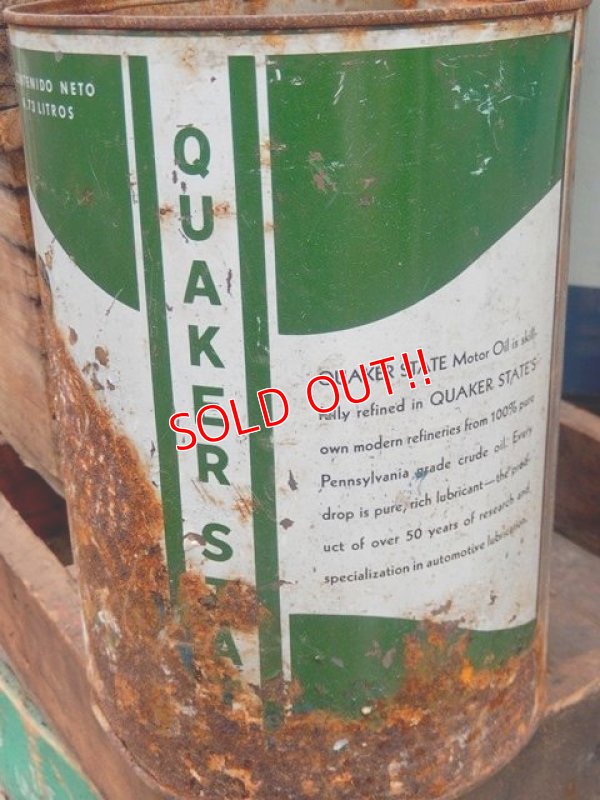 NETO
LITROS
QUAKER STA
SOLD OUT!!
QUAKER STATE Motor Oil is skill-
fully refined in QUAKER STATE'S
own modern refineries from 100% pure
Pennsylvania grade crude oil. Every
drop is pure, rich lubricant—the prod-
uct of over 50 years of research and
specialization in automotive lubrication.